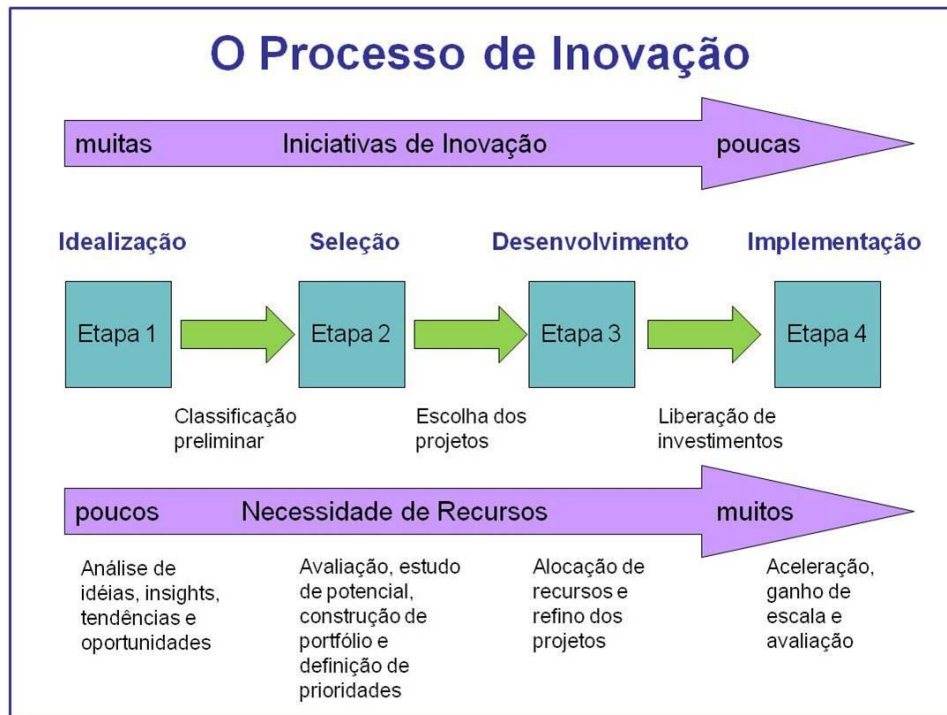 O Processo de Inovação
muitas Iniciativas de Inovação poucas
Idealização Seleção Desenvolvimento Implementação
Etapa 1 Etapa 2 Etapa 3 Etapa 4
Classificação
preliminar
Escolha dos
projetos
Liberação de
investimentos
poucos Necessidade de Recursos muitos
Análise de
idéias, insights,
tendências e
oportunidades
Avaliação, estudo
de potencial,
construção de
portfólio e
definição de
prioridades
Alocação de
recursos e
refino dos
projetos
Aceleração,
ganho de
escala e
avaliação